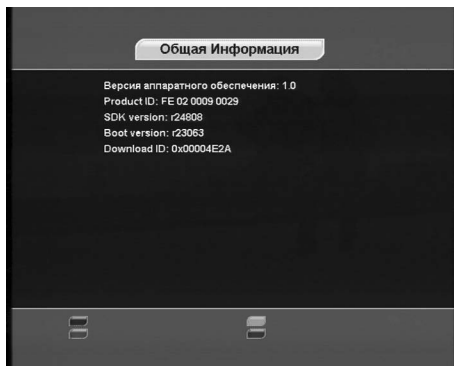 Общая Информация
Версия аппаратного обеспечения: 1.0
Product ID: FE 02 0009 0029
SDK version: r24808
Boot version: r23063
Download ID: 0x00004E2A